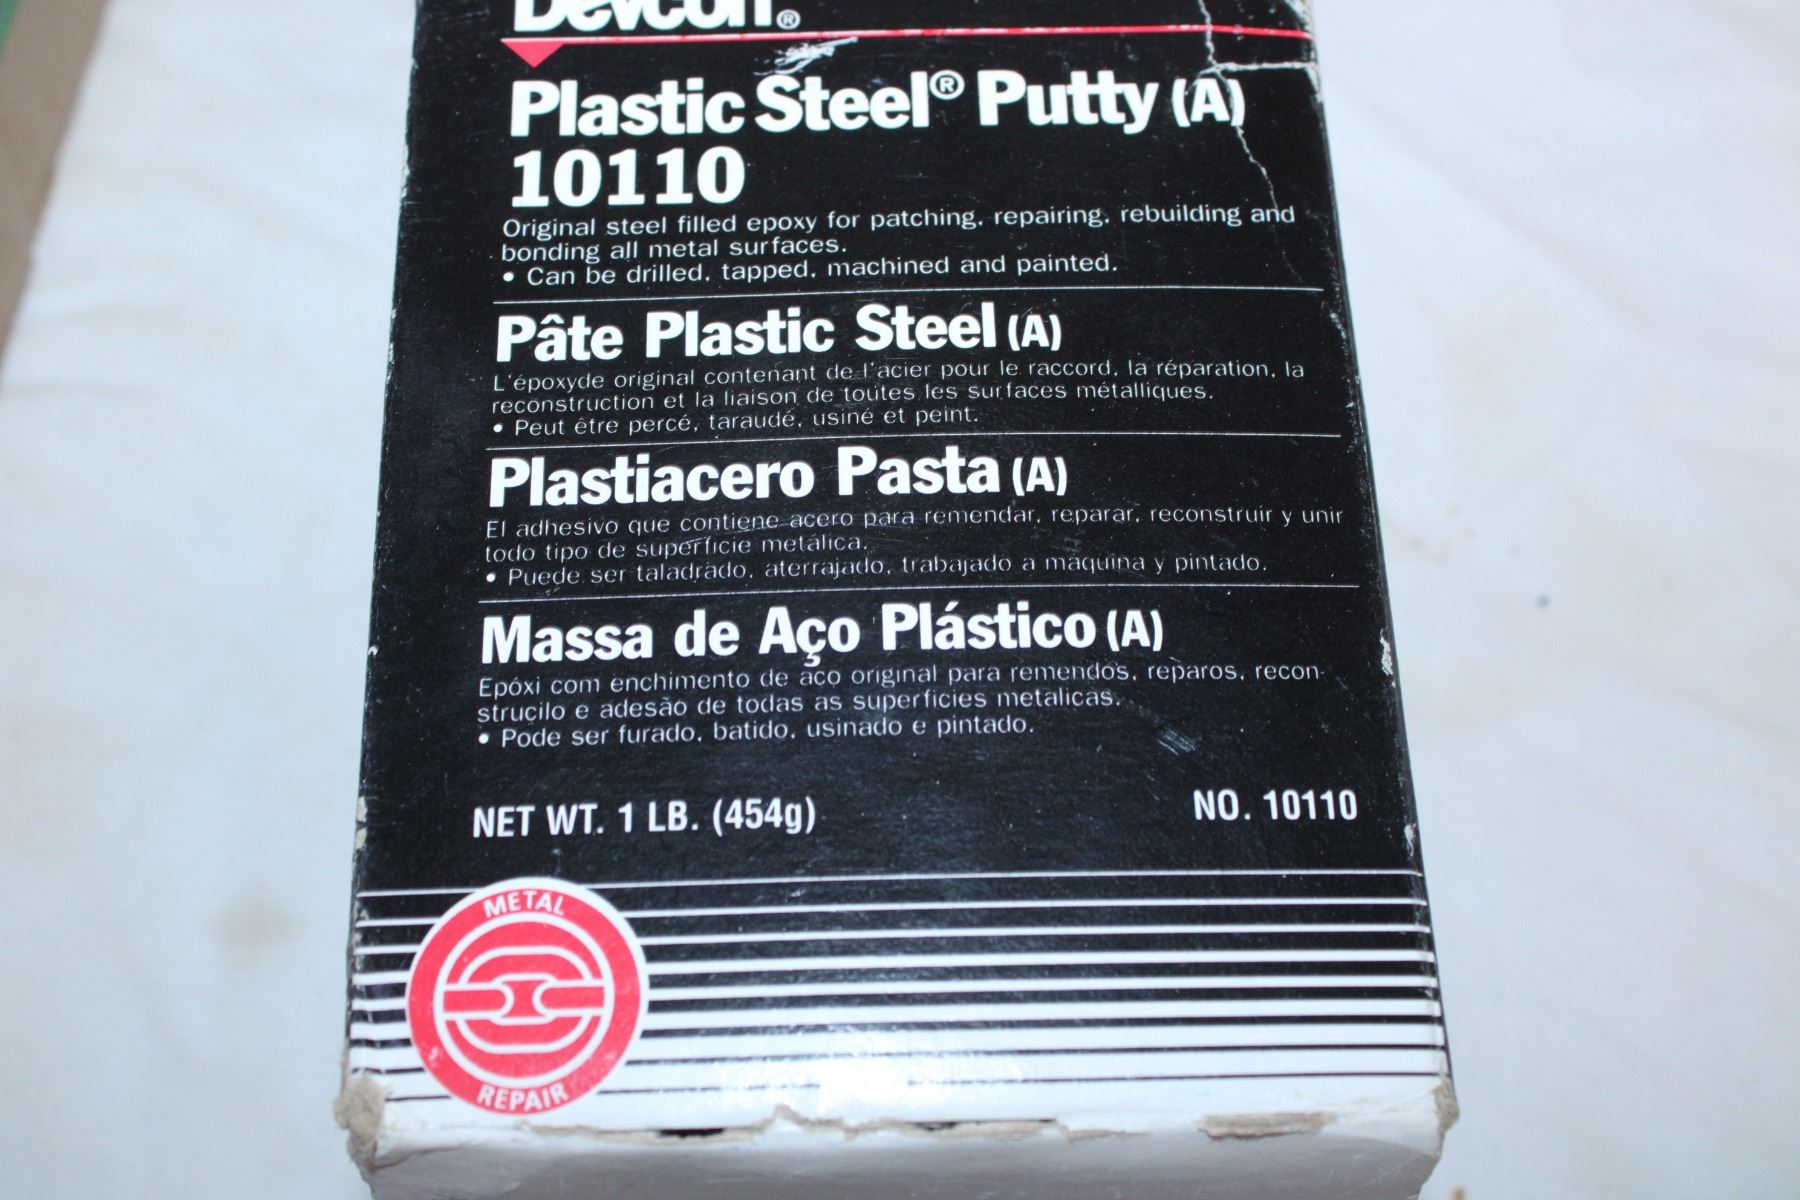 Devcon®
Plastic Steel® Putty (A)
10110
Original steel filled epoxy for patching, repairing, rebuilding and
bonding all metal surfaces.
• Can be drilled, tapped, machined and painted.
Pâte Plastic Steel (A)
L'époxyde original contenant de l'acier pour le raccord, la réparation, la
reconstruction et la liaison de toutes les surfaces métalliques.
• Peut être percé, taraudé, usiné et peint.
Plastiacero Pasta (A)
El adhesivo que contiene acero para remendar, reparar, reconstruir y unir
todo tipo de superficie metálica.
• Puede ser taladrado, aterrajado, trabajado a máquina y pintado.
Massa de Aço Plástico (A)
Epóxi com enchimento de aco original para remendos, reparos, recon-
strucilo e adesão de todas as superficies metalicas.
• Pode ser furado, batido, usinado e pintado.
NET WT. 1 LB. (454g)
NO. 10110
METAL
REPAIR